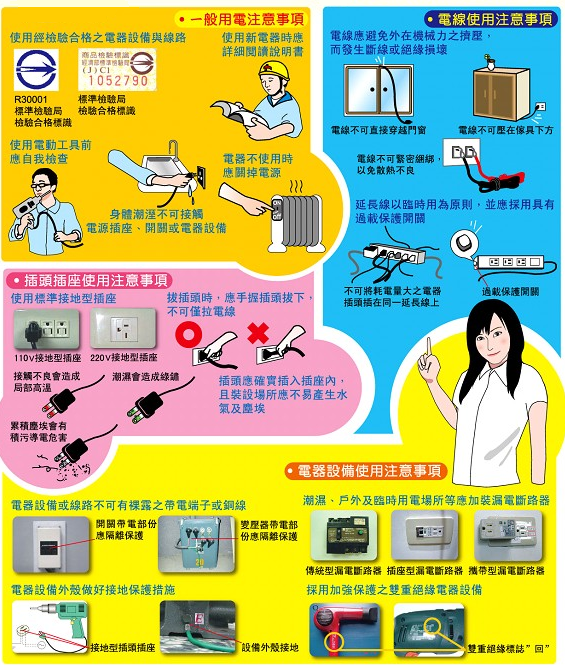 • 一般用電注意事項
使用經檢驗合格之電器設備與線路
商品檢驗標識
經濟部標準檢驗局
(J)C1
1052790
R30001
標準檢驗局
檢驗合格標識
標準檢驗局
檢驗合格標識
使用新電器時應
詳細閱讀說明書
使用電動工具前
應自我檢查
身體潮溼不可接觸
電源插座、開關或電器設備
電器不使用時
應關掉電源
• 電線使用注意事項
電線應避免外在機械力之擠壓,
而發生斷線或絕緣損壞
電線不可直接穿越門窗
電線不可壓在傢具下方
電線不可緊密綑綁,
以免散熱不良
延長線以臨時用為原則,並應採用具有
過載保護開關
不可將耗電量大之電器
插頭插在同一延長線上
過載保護開關
• 插頭插座使用注意事項
使用標準接地型插座
110V接地型插座
220V接地型插座
拔插頭時,應手握插頭拔下,
不可僅拉電線
接觸不良會造成
局部高溫
潮濕會造成綠鏽
累積塵埃會有
積污導電危害
插頭應確實插入插座內,
且裝設場所應不易產生水
氣及塵埃
• 電器設備使用注意事項
電器設備或線路不可有裸露之帶電端子或銅線
開關帶電部份
應隔離保護
變壓器帶電部
份應隔離保護
電器設備外殼做好接地保護措施
接地型插頭插座
設備外殼接地
潮濕、戶外及臨時用電場所等應加裝漏電斷路器
傳統型漏電斷路器
插座型漏電斷路器
攜帶型漏電斷路器
採用加強保護之雙重絕緣電器設備
雙重絕緣標誌"回"